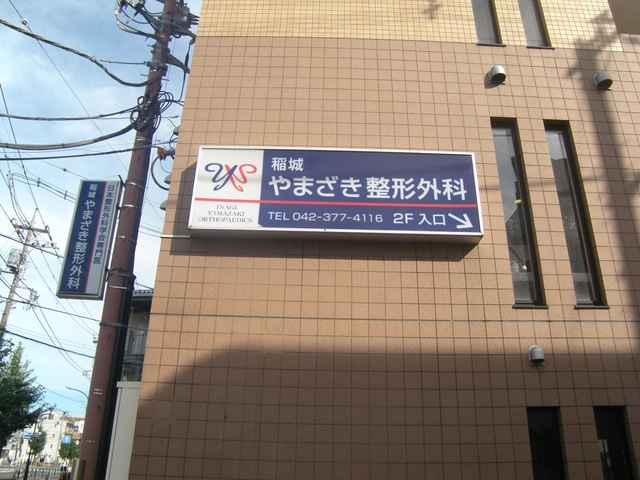 稲城
やまざき整形外科
INAGI
YAMAZAKI
ORTHOPAEDICS
TEL 042-377-4116 2F 入口
稲城 やまざき整形外科
日本整形外科学会専門医